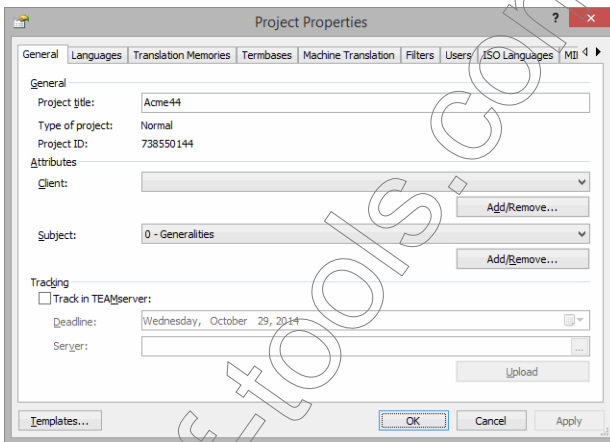 Project Properties
?
General Languages Translation Memories Termbases Machine Translation Filters Users ISO Languages
General
Project title: Acme44
Type of project: Normal
Project ID: 738550144
Attributes
Client:
Add/Remove...
Subject: 0 - Generalities
Add/Remove...
Tracking
Track in TEAMserver:
Deadline: Wednesday, October 29, 2014
Server:
...
Upload
Templates... OK Cancel Apply
tools.co